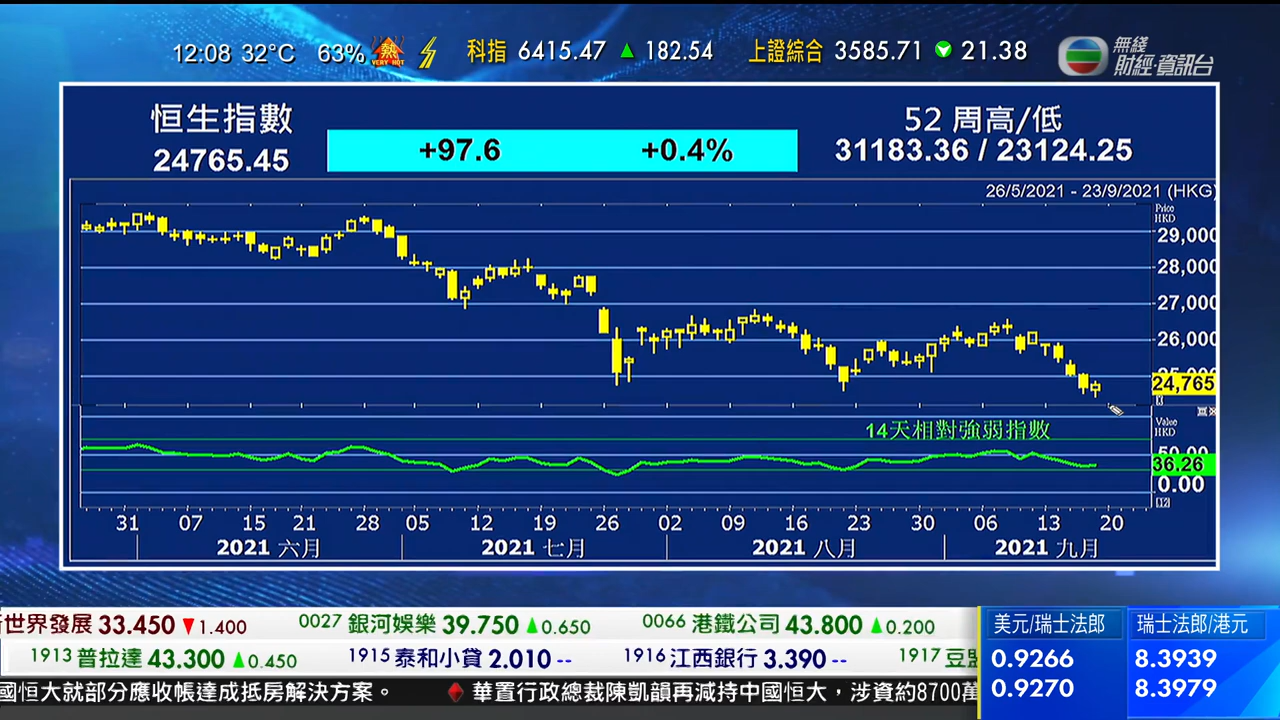 12:08 32°C 63% 熱 VERY HOT 科指 6415.47 ▲ 182.54 上證綜合 3585.71 ▼ 21.38
無綫
財經·資訊台
恒生指數
24765.45
+97.6 +0.4%
52 周高/低
31183.36 / 23124.25
26/5/2021 - 23/9/2021 (HKG)
Price
HKD
29,000
28,000
27,000
26,000
25,000
24,765
14天相對強弱指數
Value
HKD
50.00
36.26
0.00
31 07 15 21 28 05 12 19 26 02 09 16 23 30 06 13 20
2021 六月 2021 七月 2021 八月 2021 九月
世界發展 33.450 ▼1.400 0027 銀河娛樂 39.750 ▲0.650 0066 港鐵公司 43.800 ▲0.200
1913 普拉達 43.300 ▲0.450 1915 泰和小貸 2.010 -- 1916 江西銀行 3.390 -- 1917 豆
國恒大就部分應收帳達成抵房解決方案。 華置行政總裁陳凱韻再減持中國恒大，涉資約8700萬
美元/瑞士法郎
0.9266
0.9270
瑞士法郎/港元
8.3939
8.3979